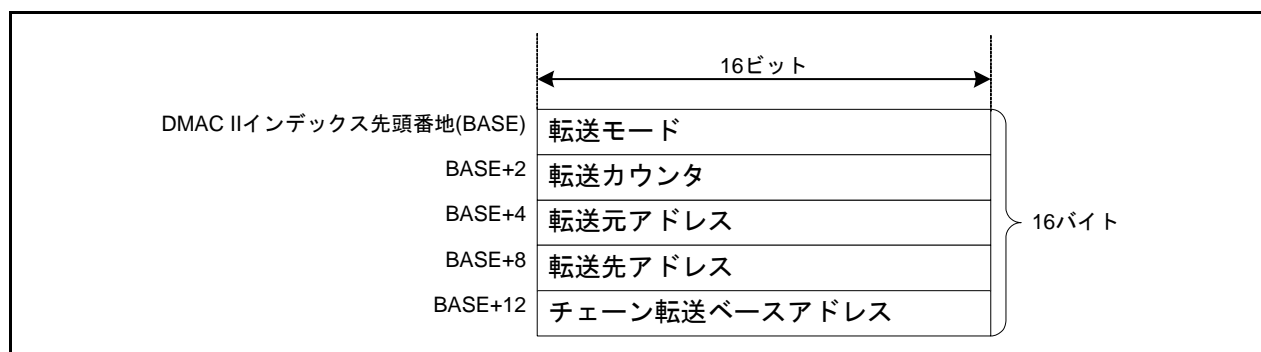 16ビット
DMAC IIインデックス先頭番地(BASE) 転送モード
BASE+2 転送カウンタ
BASE+4 転送元アドレス
16バイト
BASE+8 転送先アドレス
BASE+12 チェーン転送ベースアドレス